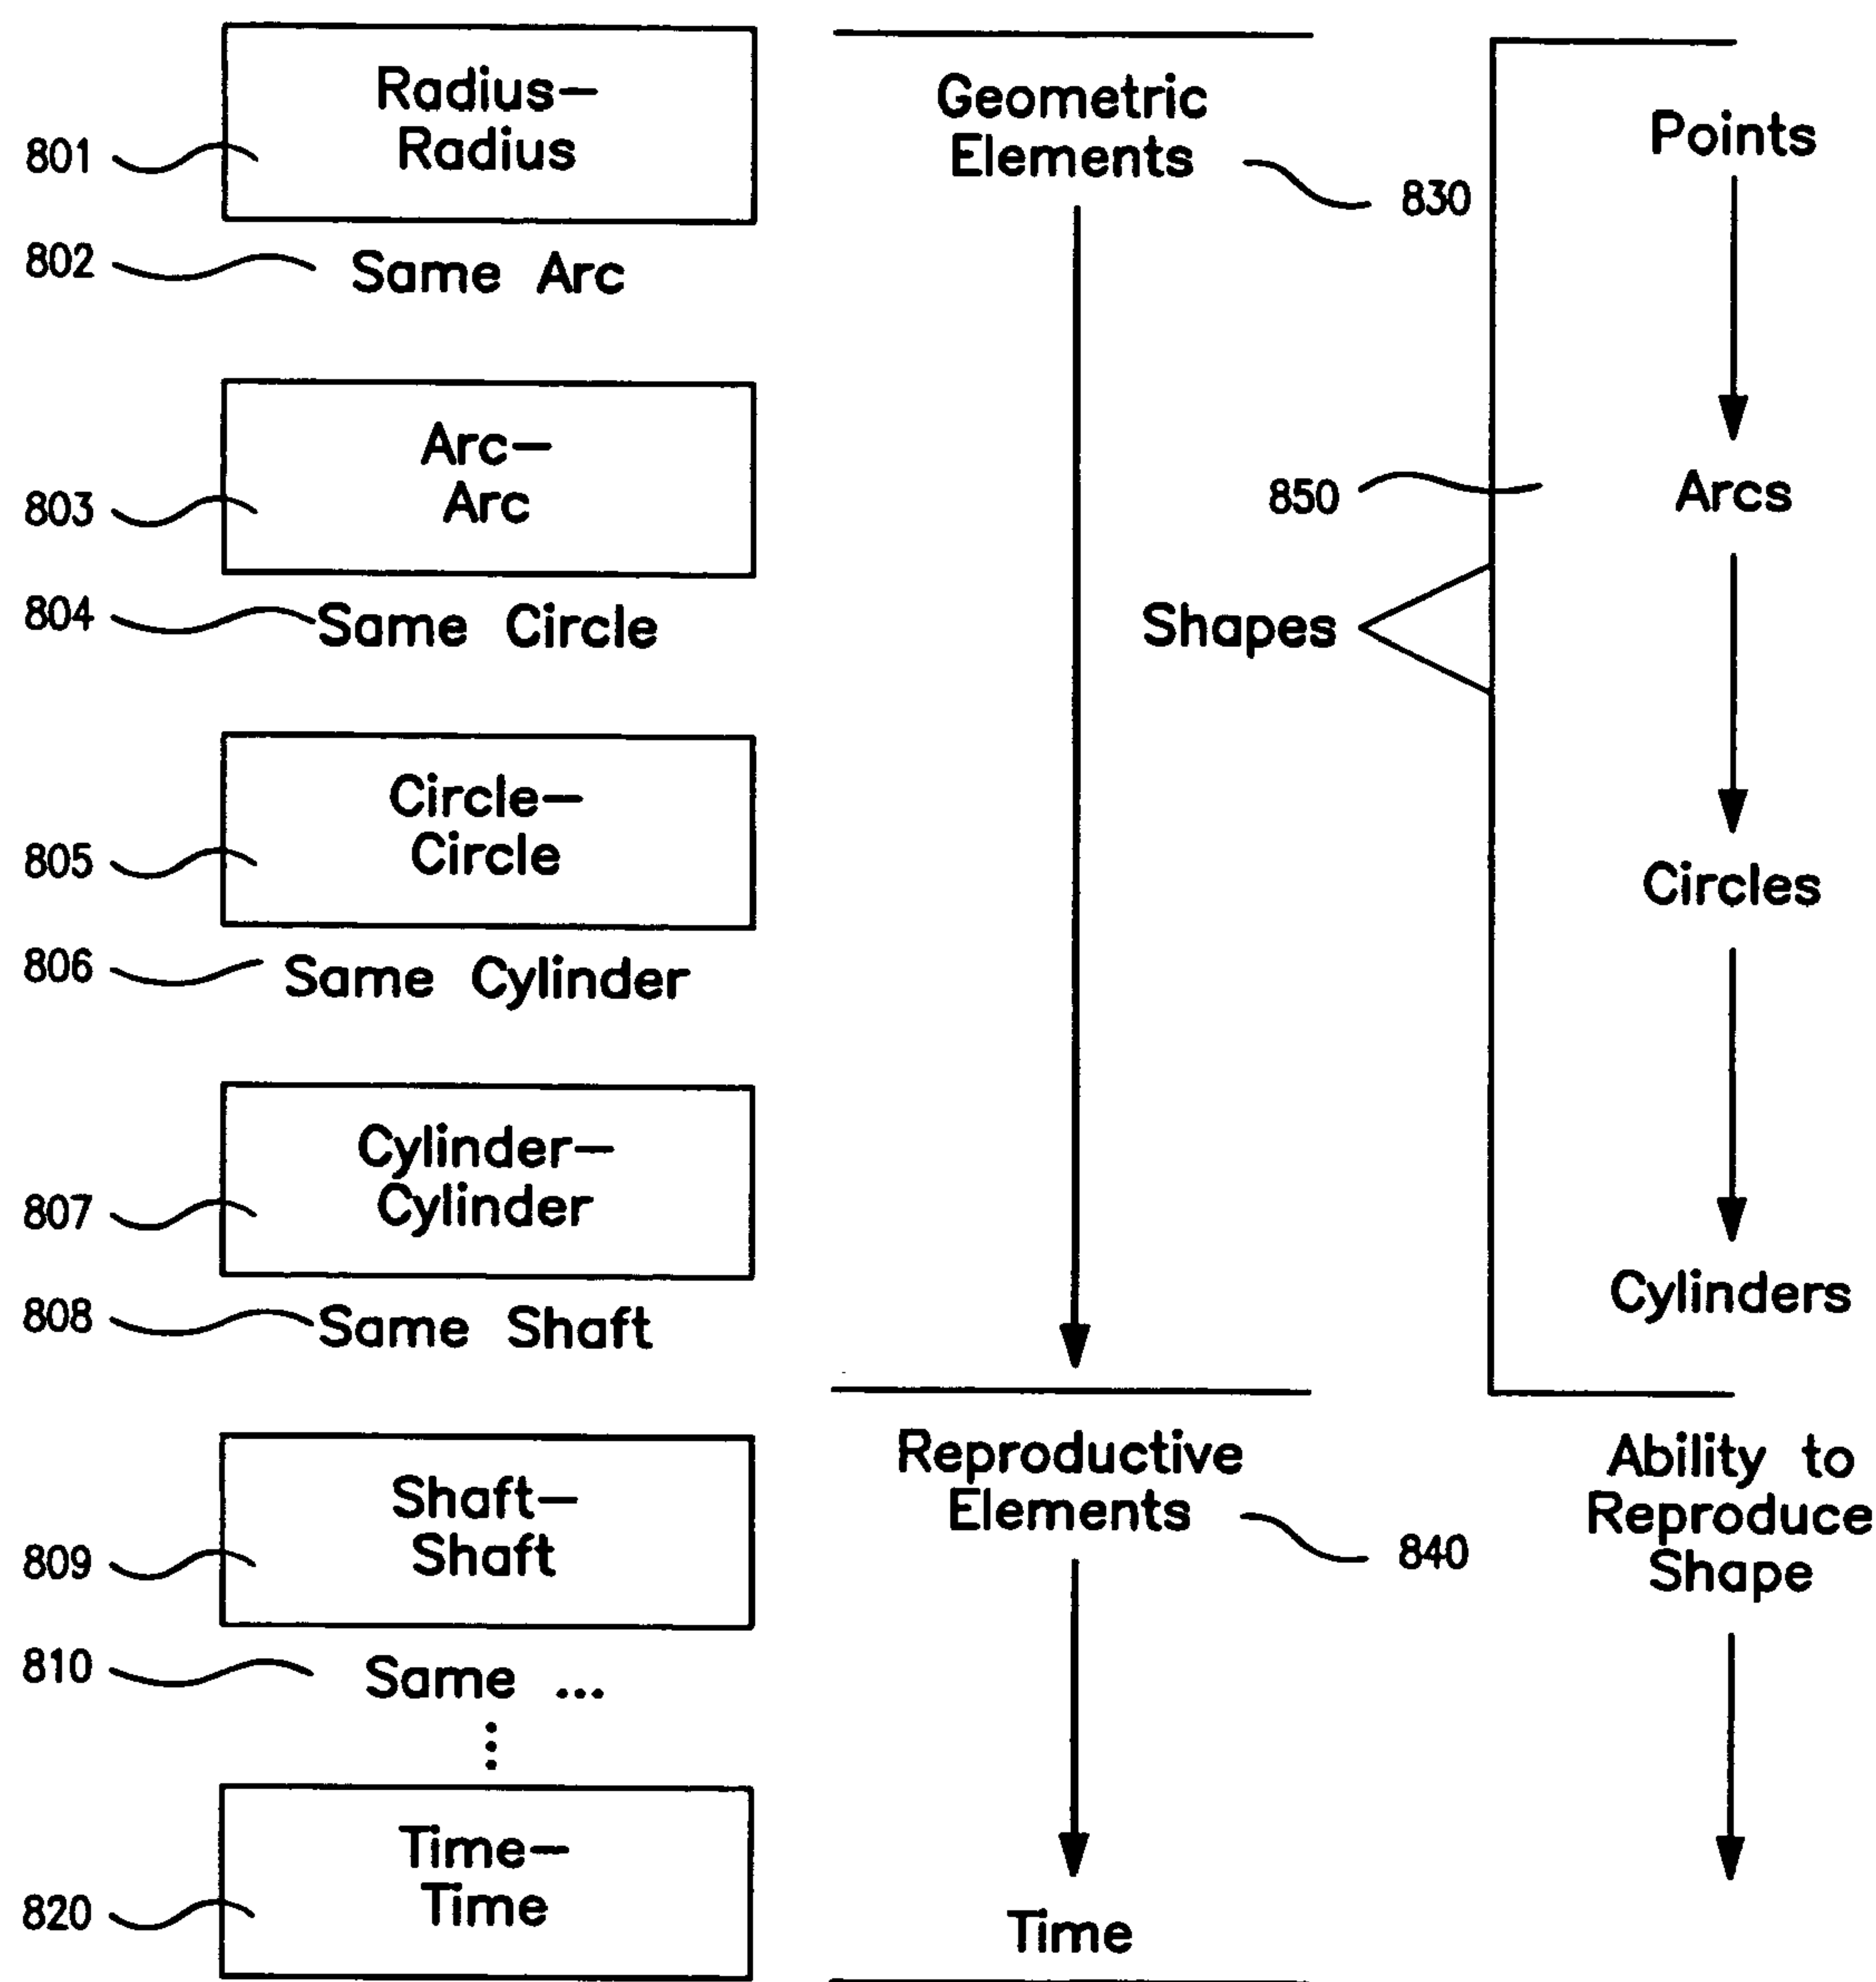 Radius—
Radius
801
802
Same Arc
Arc—
Arc
803
804
Same Circle
Circle—
Circle
805
806
Same Cylinder
Cylinder—
Cylinder
807
808
Same Shaft
Shaft—
Shaft
809
810
Same ...
Time—
Time
820
Geometric
Elements
830
Reproductive
Elements
840
Time
Points
850
Arcs
Shapes
Circles
Cylinders
Ability to
Reproduce
Shape